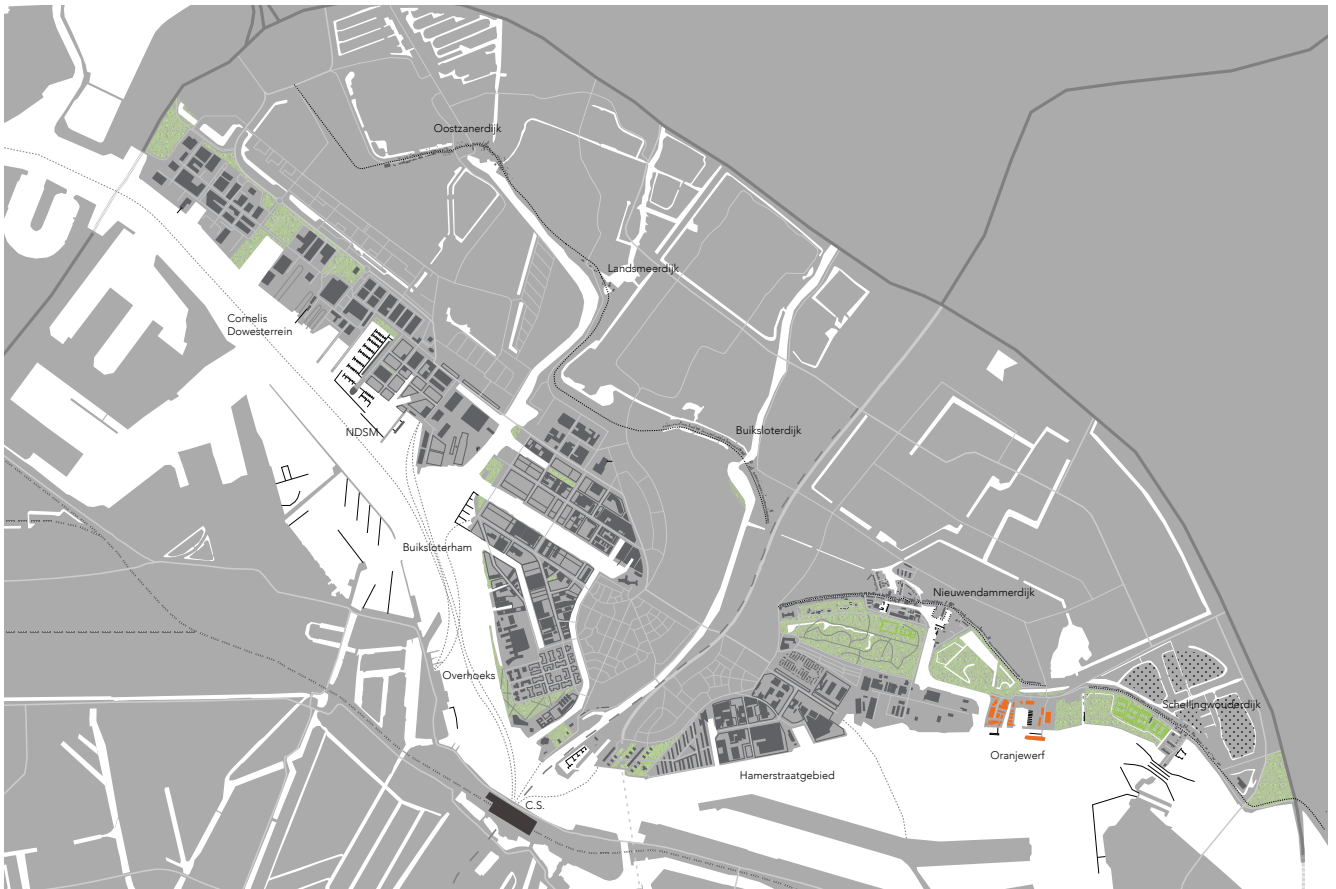 Oostzanerdijk
Landsmeerdijk
Cornelis
Dowesterrein
NDSM
Buiksloterdijk
Buiksloterham
Nieuwendammerdijk
Overhoeks
Schellingwouderdijk
Oranjewerf
Hamerstraatgebied
C.S.